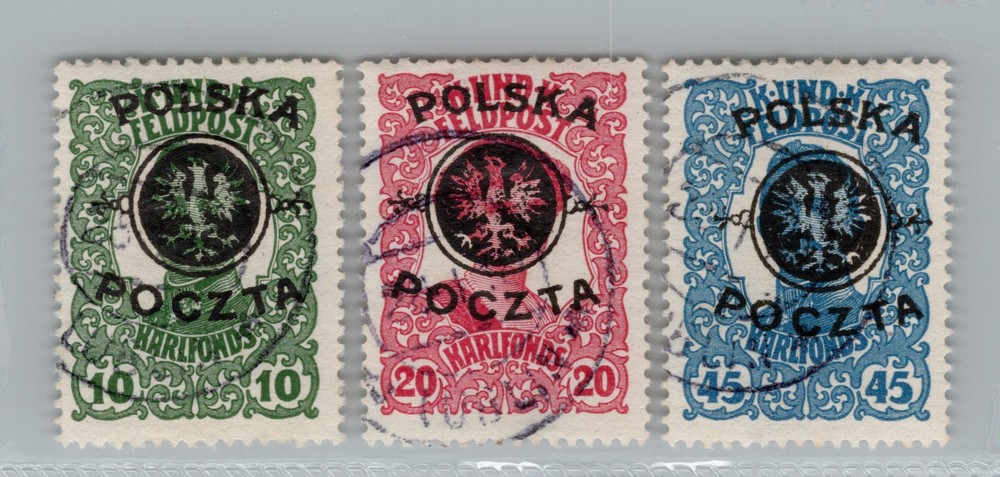 K.UND.K.
FELDPOST
POLSKA
POCZTA
KARLFONDS
10 10
K.UND.K.
FELDPOST
POLSKA
POCZTA
KARLFONDS
20 20
K.UND.K.
FELDPOST
POLSKA
POCZTA
KARLFONDS
45 45